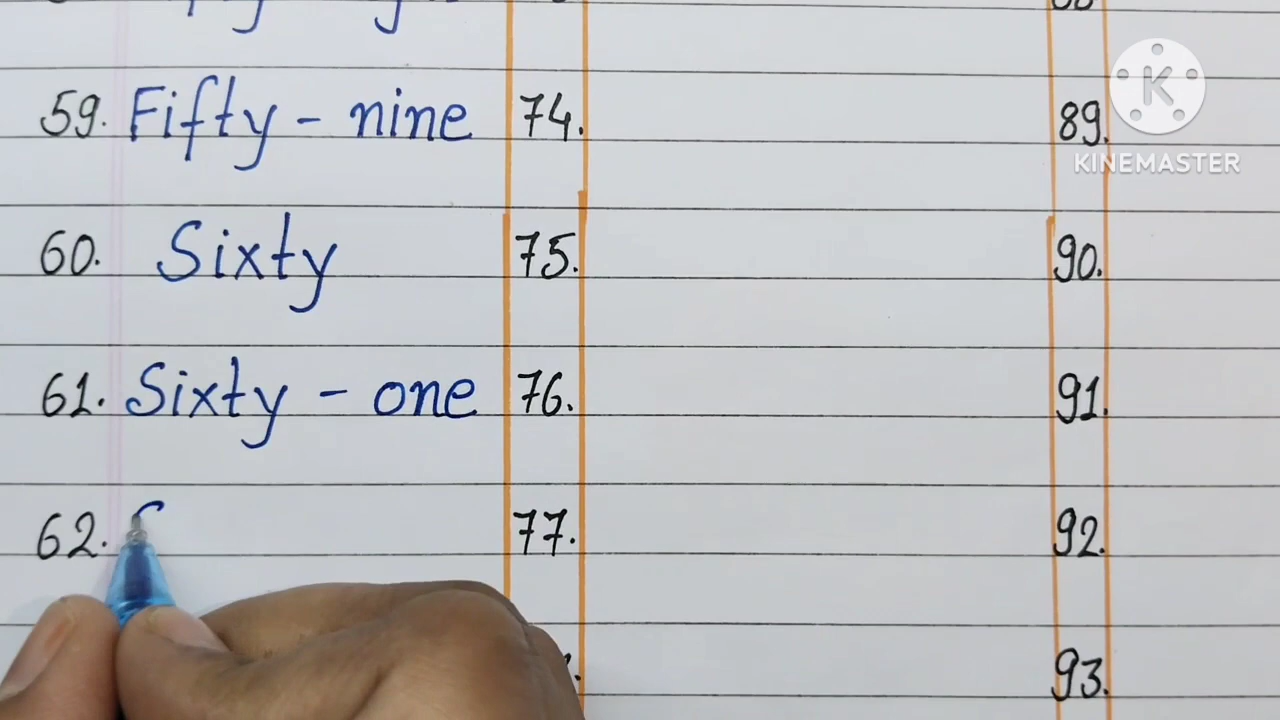 59. Fifty - nine 74. 89.
KINEMASTER
60. Sixty 75. 90.
61. Sixty - one 76. 91.
62. 77. 92.
93.